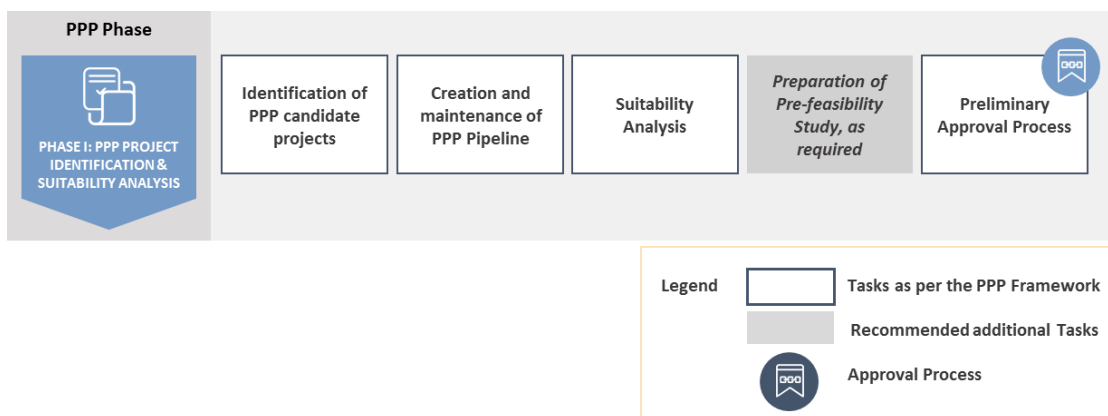 PPP Phase
PHASE I: PPP PROJECT
IDENTIFICATION &
SUITABILITY ANALYSIS
Identification of
PPP candidate
projects
Creation and
maintenance of
PPP Pipeline
Suitability
Analysis
Preparation of
Pre-feasibility
Study, as
required
Preliminary
Approval Process
Legend
Tasks as per the PPP Framework
Recommended additional Tasks
Approval Process